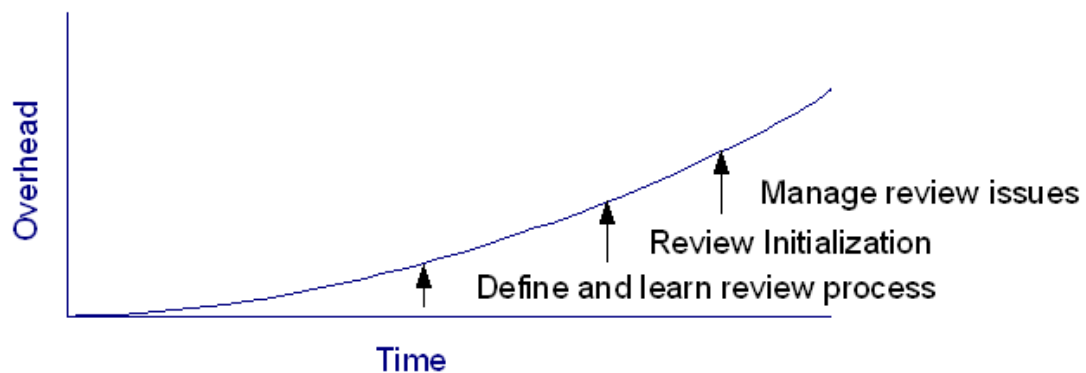 Overhead
Manage review issues
Review Initialization
Define and learn review process
Time